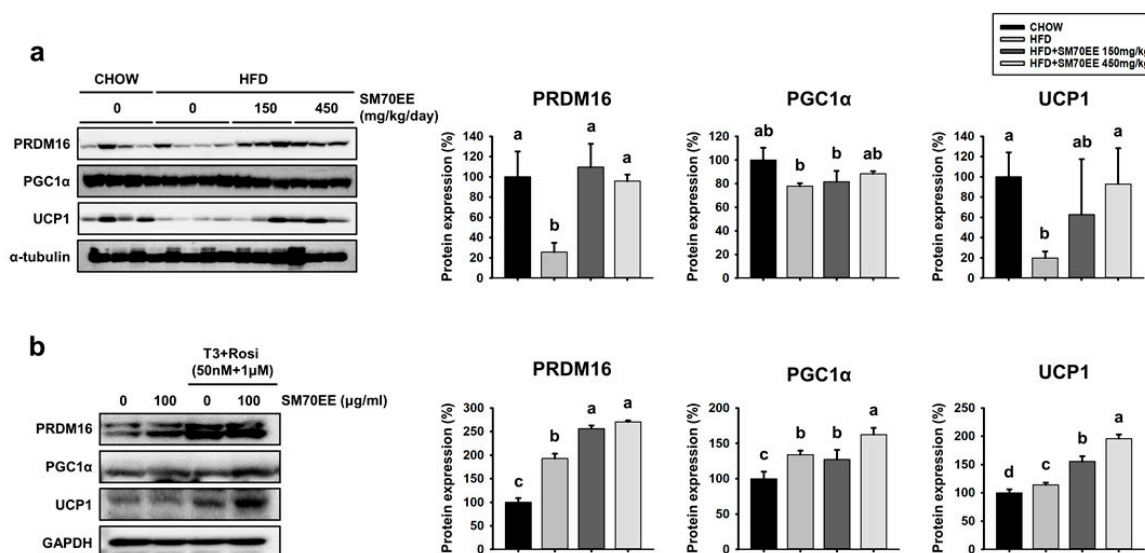 CHOW
HFD
HFD+SM70EE 150mg/kg
HFD+SM70EE 450mg/kg
a
CHOW HFD
0 0 150 450 SM70EE
(mg/kg/day)
PRDM16
PGC1α
UCP1
α-tubulin
PRDM16
Protein expression (%)
140
120
100
80
60
40
20
0
a b a a
PGC1α
Protein expression (%)
120
100
80
60
40
20
0
ab b b ab
UCP1
Protein expression (%)
140
120
100
80
60
40
20
0
a b ab a
b
T3+Rosi
(50nM+1μM)
0 100 0 100 SM70EE (μg/ml)
PRDM16
PGC1α
UCP1
GAPDH
PRDM16
Protein expression (%)
300
250
200
150
100
50
0
c b a a
PGC1α
Protein expression (%)
200
150
100
50
0
c b b a
UCP1
Protein expression (%)
250
200
150
100
50
0
d c b a